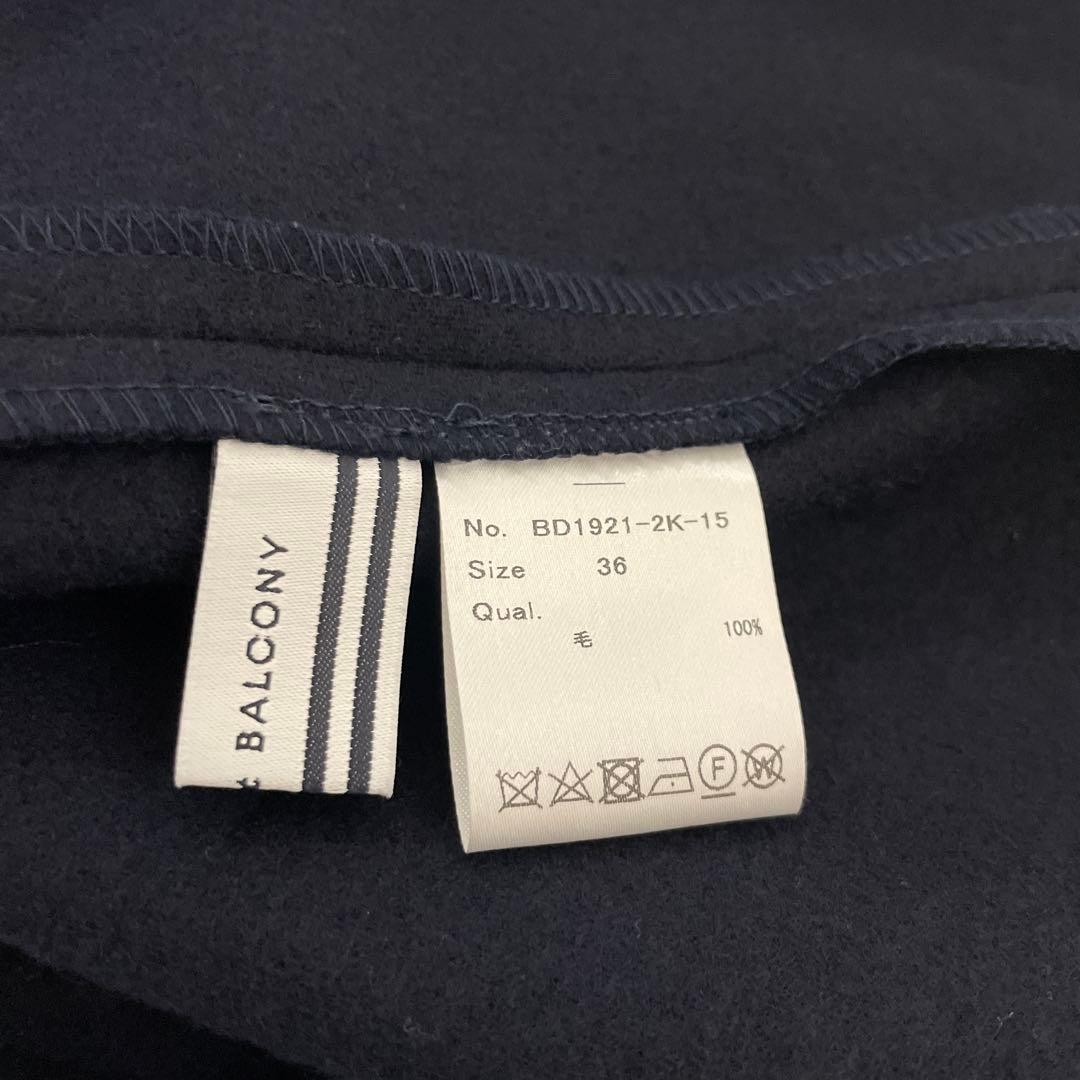 & BALCONY
No. BD1921-2K-15
Size 36
Qual.
毛 100%
F W